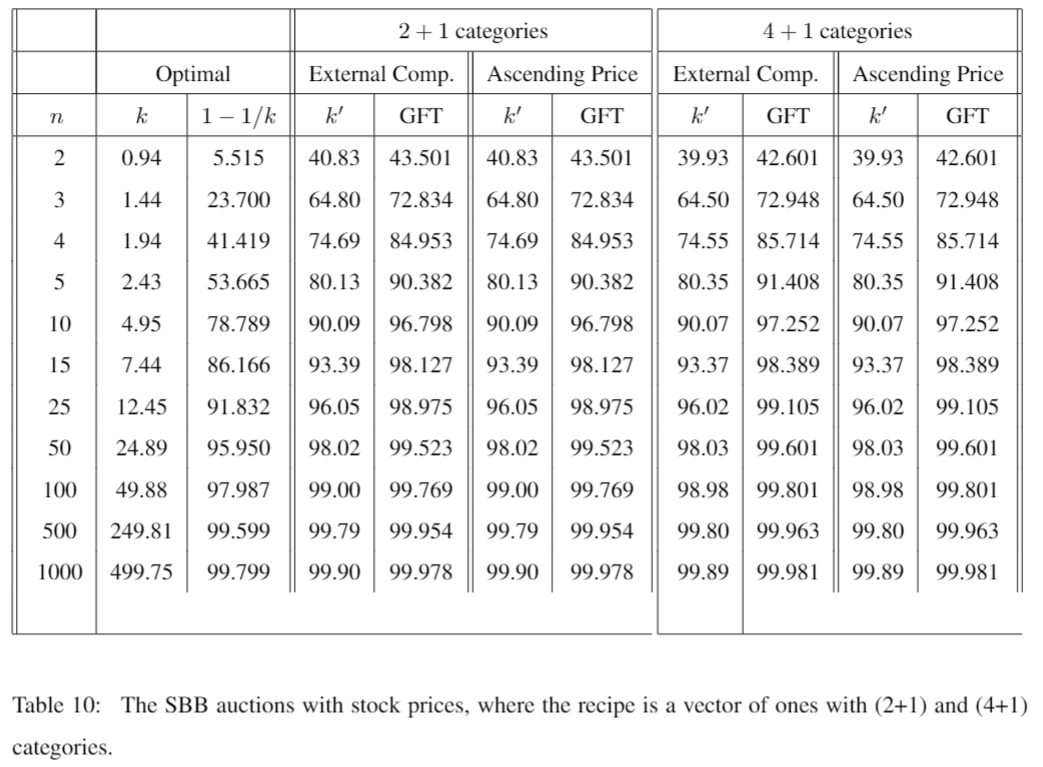 2 + 1 categories 4 + 1 categories
Optimal External Comp. Ascending Price External Comp. Ascending Price
n k 1 − 1/k k′ GFT k′ GFT k′ GFT k′ GFT
2 0.94 5.515 40.83 43.501 40.83 43.501 39.93 42.601 39.93 42.601
3 1.44 23.700 64.80 72.834 64.80 72.834 64.50 72.948 64.50 72.948
4 1.94 41.419 74.69 84.953 74.69 84.953 74.55 85.714 74.55 85.714
5 2.43 53.665 80.13 90.382 80.13 90.382 80.35 91.408 80.35 91.408
10 4.95 78.789 90.09 96.798 90.09 96.798 90.07 97.252 90.07 97.252
15 7.44 86.166 93.39 98.127 93.39 98.127 93.37 98.389 93.37 98.389
25 12.45 91.832 96.05 98.975 96.05 98.975 96.02 99.105 96.02 99.105
50 24.89 95.950 98.02 99.523 98.02 99.523 98.03 99.601 98.03 99.601
100 49.88 97.987 99.00 99.769 99.00 99.769 98.98 99.801 98.98 99.801
500 249.81 99.599 99.79 99.954 99.79 99.954 99.80 99.963 99.80 99.963
1000 499.75 99.799 99.90 99.978 99.90 99.978 99.89 99.981 99.89 99.981
Table 10: The SBB auctions with stock prices, where the recipe is a vector of ones with (2+1) and (4+1)
categories.